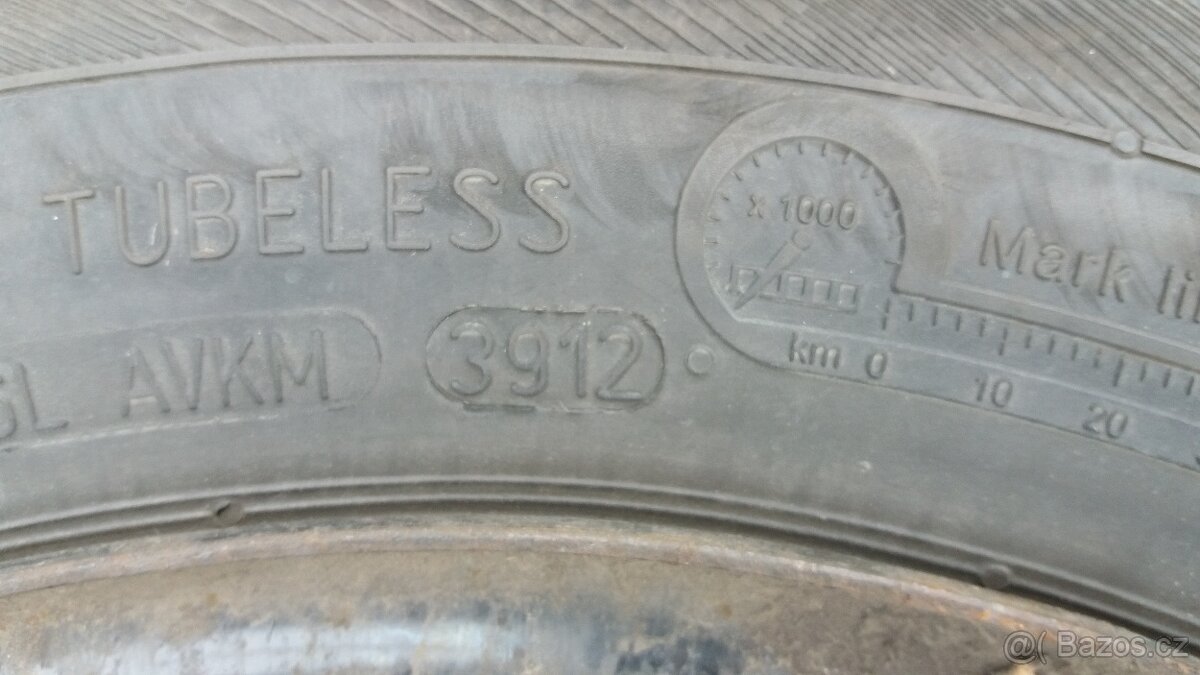 TUBELESS
x 1000
Mark li
AVKM
3912
km 0 10 20
@( Bazos.cz